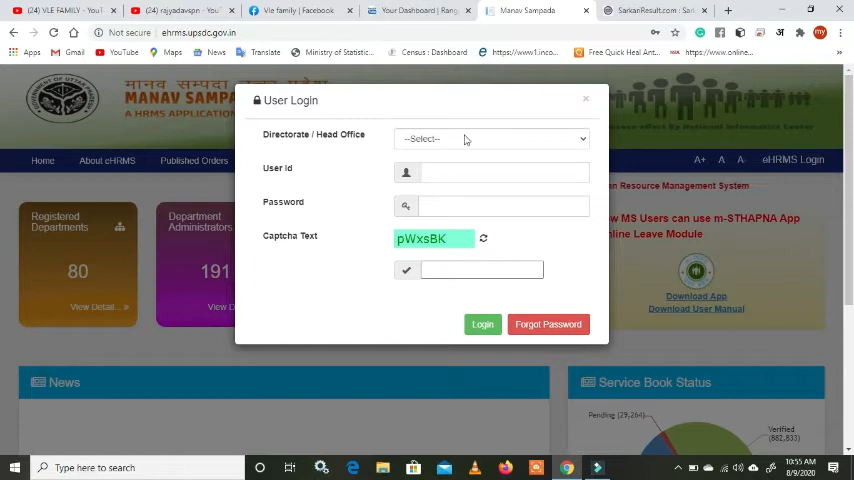 (24) VLE FAMILY - YouT
(24) rajyadavspn - YouT
Vle family | Facebook
Your Dashboard | Rang
Manav Sampada
SarkariResult.com : Sark
Not secure | ehrms.upsdc.gov.in
Apps
Gmail
YouTube
Maps
News
Translate
Ministry of Statistic...
Census : Dashboard
https://www1.inco...
Free Quick Heal Ant...
https://www.online...
मानव सम्पदा
MANAV SAMPA
A HRMS APPLICATION
User Login
×
Directorate / Head Office
--Select--
User Id
Password
Captcha Text
pWxsBK
Login
Forgot Password
Home
About eHRMS
Published Orders
A+
A
A-
eHRMS Login
Registered
Departments
80
View Detail...
Department
Administrators
191
View D
an Resource Management System
ew MS Users can use m-STHAPNA App
nline Leave Module
Download App
Download User Manual
News
Service Book Status
Pending (29,264)
Verified
(882,833)
Type here to search
10:55 AM
8/9/2020